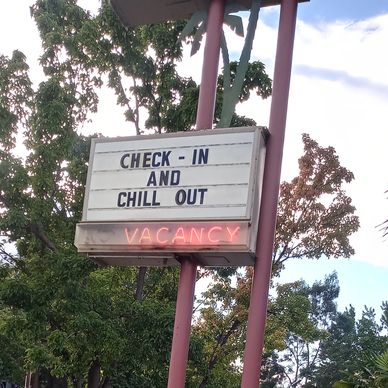 CHECK - IN
AND
CHILL OUT
VACANCY